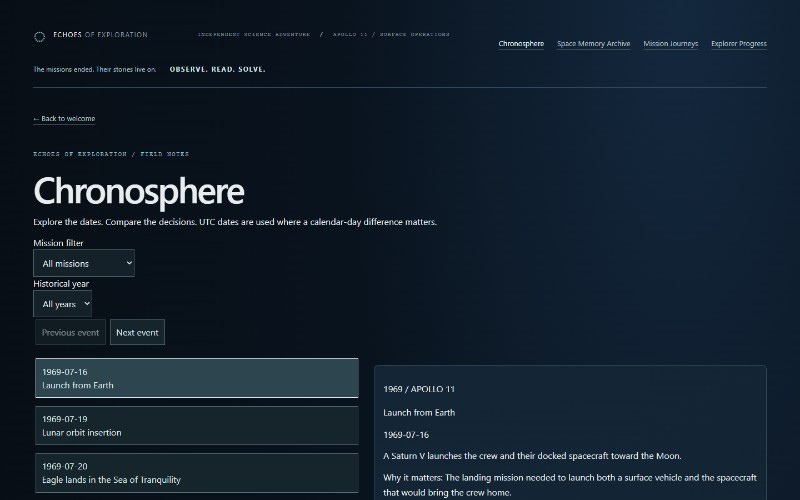 ECHOES OF EXPLORATION
INDEPENDENT SCIENCE ADVENTURE / APOLLO 11 / SURFACE OPERATIONS
Chronosphere Space Memory Archive Mission Journeys Explorer Progress
The missions ended. Their stories live on. OBSERVE. READ. SOLVE.
← Back to welcome
ECHOES OF EXPLORATION / FIELD NOTES
Chronosphere
Explore the dates. Compare the decisions. UTC dates are used where a calendar-day difference matters.
Mission filter
All missions
Historical year
All years
Previous event Next event
1969-07-16
Launch from Earth
1969-07-19
Lunar orbit insertion
1969-07-20
Eagle lands in the Sea of Tranquility
1969 / APOLLO 11
Launch from Earth
1969-07-16
A Saturn V launches the crew and their docked spacecraft toward the Moon.
Why it matters: The landing mission needed to launch both a surface vehicle and the spacecraft
that would bring the crew home.